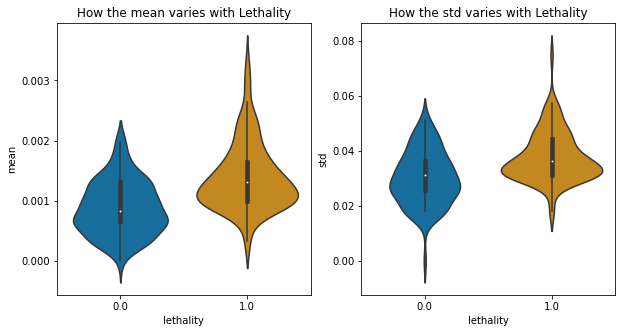 How the mean varies with Lethality
mean
0.003
0.002
0.001
0.000
0.0 1.0
lethality
How the std varies with Lethality
std
0.08
0.06
0.04
0.02
0.00
0.0 1.0
lethality